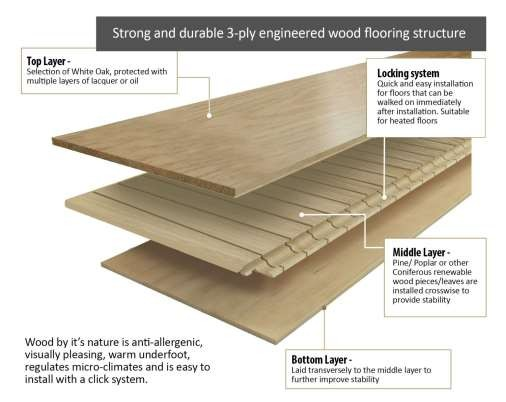 Strong and durable 3-ply engineered wood flooring structure
Top Layer -
Selection of White Oak, protected with
multiple layers of lacquer or oil
Locking system
Quick and easy installation
for floors that can be
walked on immediately
after installation. Suitable
for heated floors
Middle Layer -
Pine/ Poplar or other
Coniferous renewable
wood pieces/leaves are
installed crosswise to
provide stability
Wood by it's nature is anti-allergenic,
visually pleasing, warm underfoot,
regulates micro-climates and is easy to
install with a click system.
Bottom Layer -
Laid transversely to the middle layer to
further improve stability